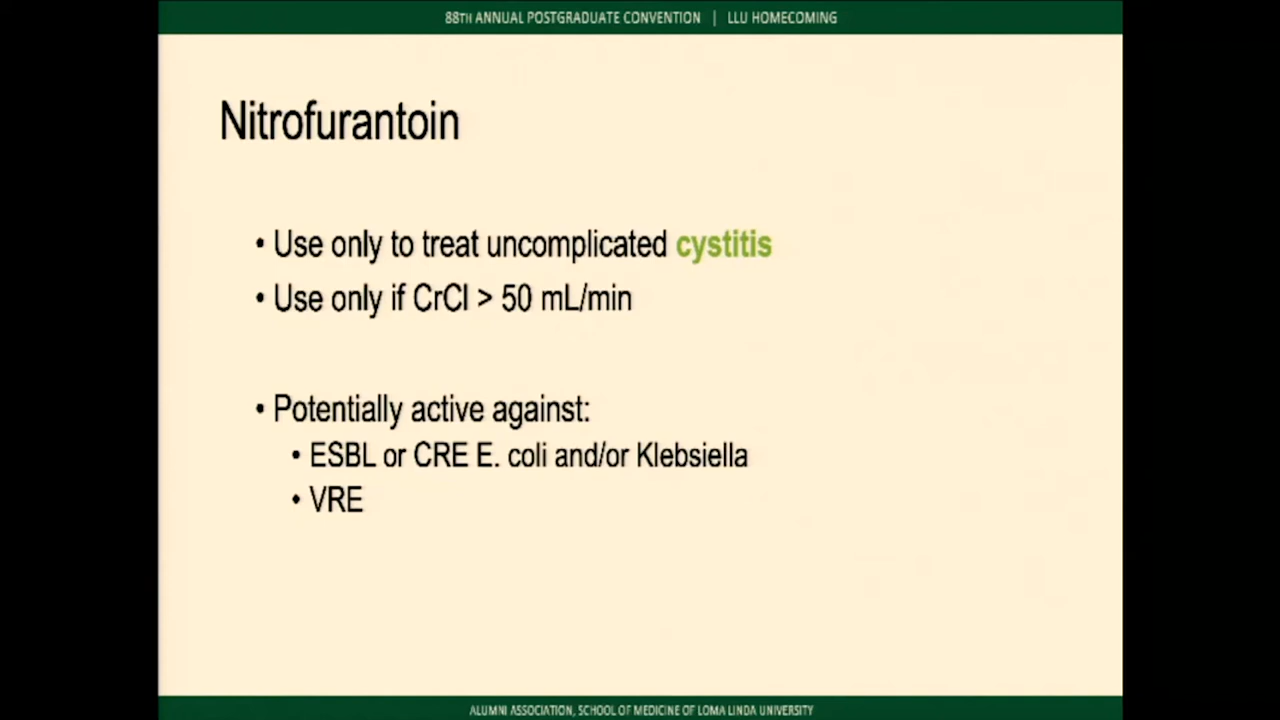 88TH ANNUAL POSTGRADUATE CONVENTION | LLU HOMECOMING
Nitrofurantoin
• Use only to treat uncomplicated cystitis
• Use only if CrCl > 50 mL/min
• Potentially active against:
• ESBL or CRE E. coli and/or Klebsiella
• VRE
ALUMNI ASSOCIATION, SCHOOL OF MEDICINE OF LOMA LINDA UNIVERSITY